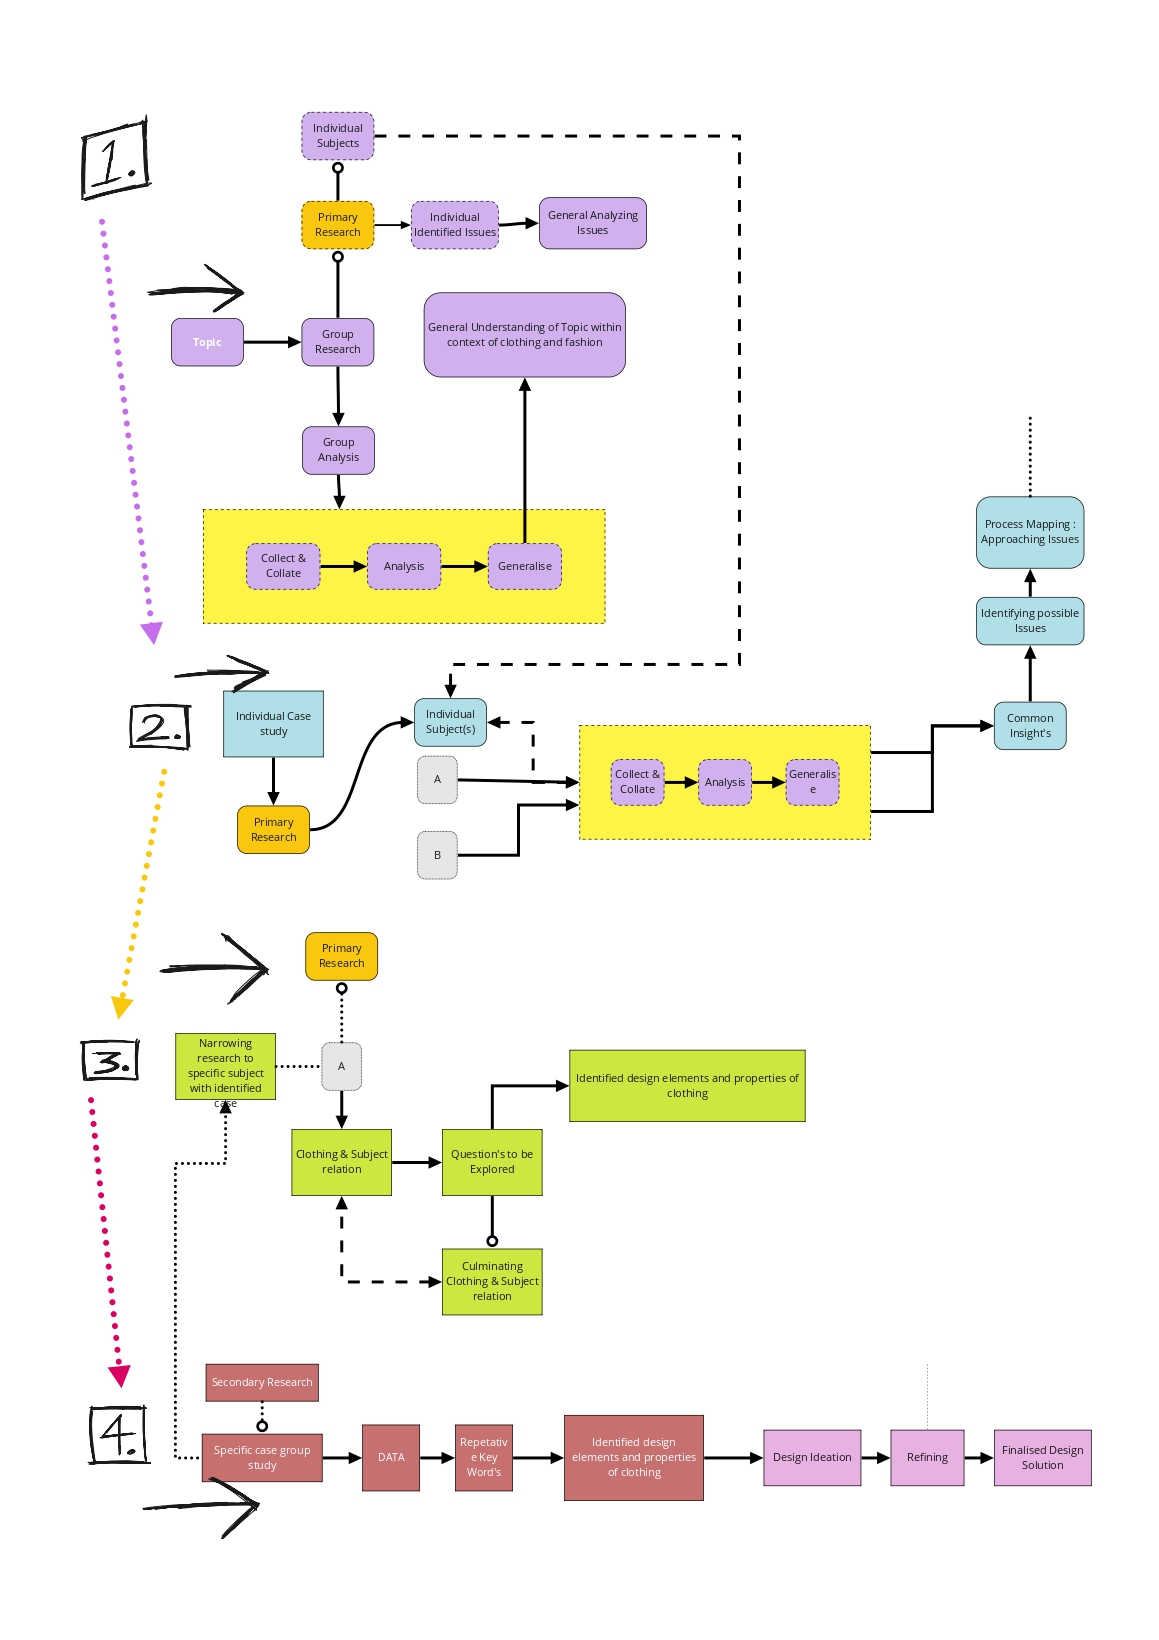 1.
Individual
Subjects
Primary
Research
Individual
Identified Issues
General Analyzing
Issues
Topic
Group
Research
General Understanding of Topic within
context of clothing and fashion
Group
Analysis
Collect &
Collate
Analysis
Generalise
Process Mapping :
Approaching Issues
Identifying possible
Issues
Common
Insight's
2.
Individual Case
study
Individual
Subject(s)
A
Primary
Research
B
Collect &
Collate
Analysis
Generalis
e
Primary
Research
3.
Narrowing
research to
specific subject
with identified
case
A
Identified design elements and properties of
clothing
Clothing & Subject
relation
Question's to be
Explored
Culminating
Clothing & Subject
relation
4.
Secondary Research
Specific case group
study
DATA
Repetativ
e Key
Word's
Identified design
elements and properties
of clothing
Design Ideation
Refining
Finalised Design
Solution